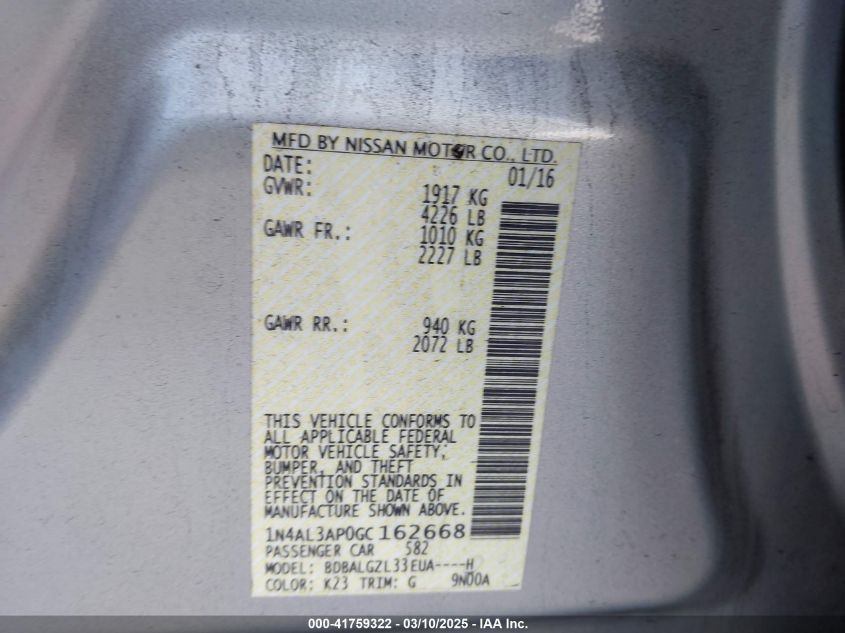 MFD BY NISSAN MOTOR CO., LTD.
DATE: 01/16
GVWR: 1917 KG
4226 LB
GAWR FR.: 1010 KG
2227 LB
GAWR RR.: 940 KG
2072 LB
THIS VEHICLE CONFORMS TO
ALL APPLICABLE FEDERAL
MOTOR VEHICLE SAFETY,
BUMPER, AND THEFT
PREVENTION STANDARDS IN
EFFECT ON THE DATE OF
MANUFACTURE SHOWN ABOVE.
1N4AL3AP0GC162668
PASSENGER CAR 582
MODEL: BDBALGZL33EUA----H
COLOR: K23 TRIM: G 9N00A
000-41759322 - 03/10/2025 - IAA Inc.